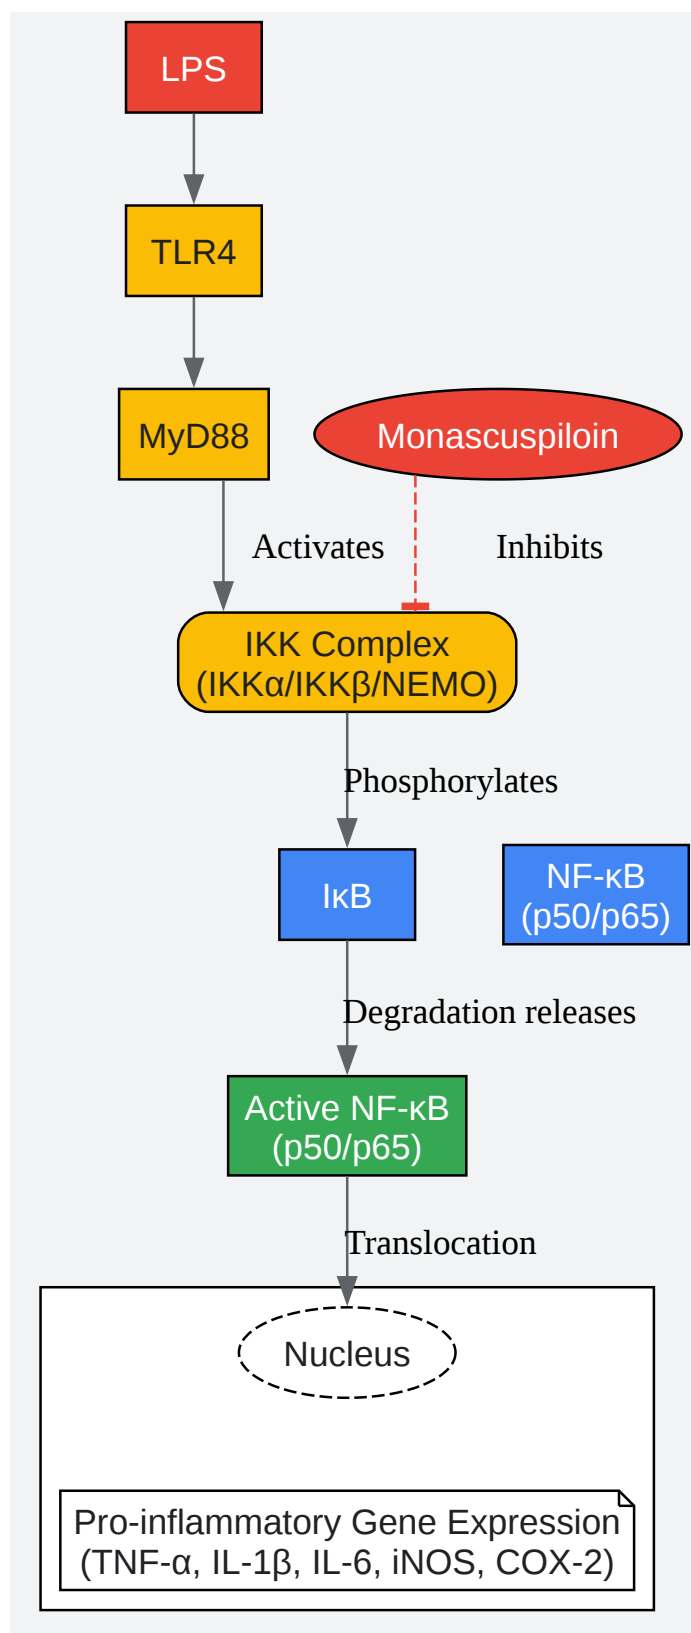 LPS
TLR4
MyD88
Monascuspiloin
Activates
Inhibits
IKK Complex
(IKKα/IKKβ/NEMO)
Phosphorylates
IκB
NF-κB
(p50/p65)
Degradation releases
Active NF-κB
(p50/p65)
Translocation
Nucleus
Pro-inflammatory Gene Expression
(TNF-α, IL-1β, IL-6, iNOS, COX-2)